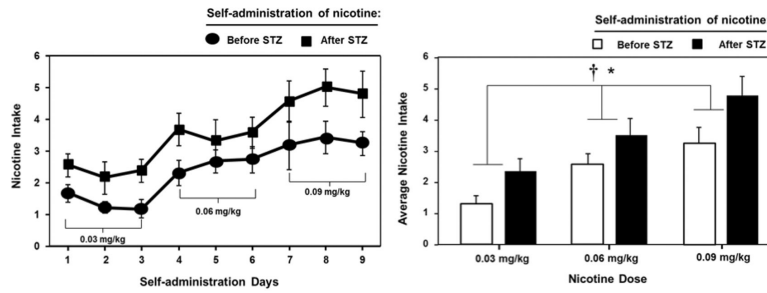 Self-administration of nicotine:
Before STZ After STZ
Nicotine Intake
6
5
4
3
2
1
0
0.03 mg/kg
0.06 mg/kg
0.09 mg/kg
1 2 3 4 5 6 7 8 9
Self-administration Days
Self-administration of nicotine
Before STZ After STZ
Average Nicotine Intake
6
5
4
3
2
1
0
† *
0.03 mg/kg 0.06 mg/kg 0.09 mg/kg
Nicotine Dose